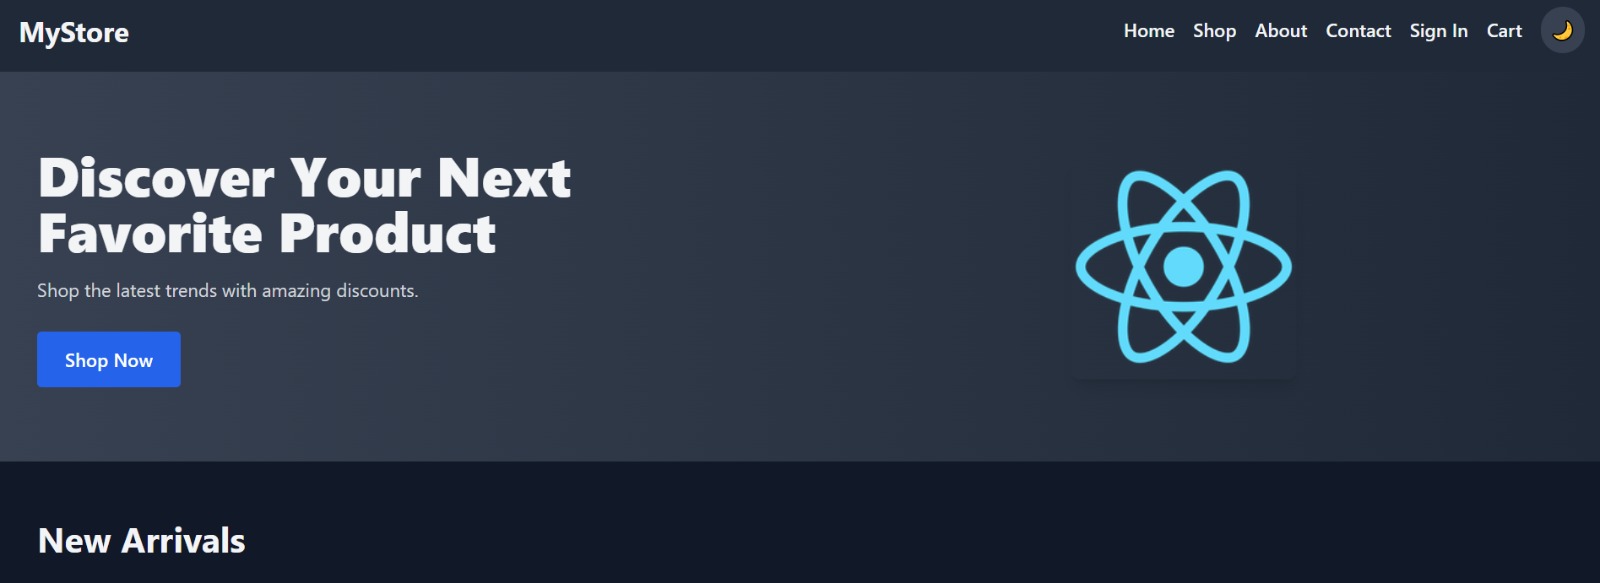 MyStore
Home Shop About Contact Sign In Cart
Discover Your Next
Favorite Product
Shop the latest trends with amazing discounts.
Shop Now
New Arrivals